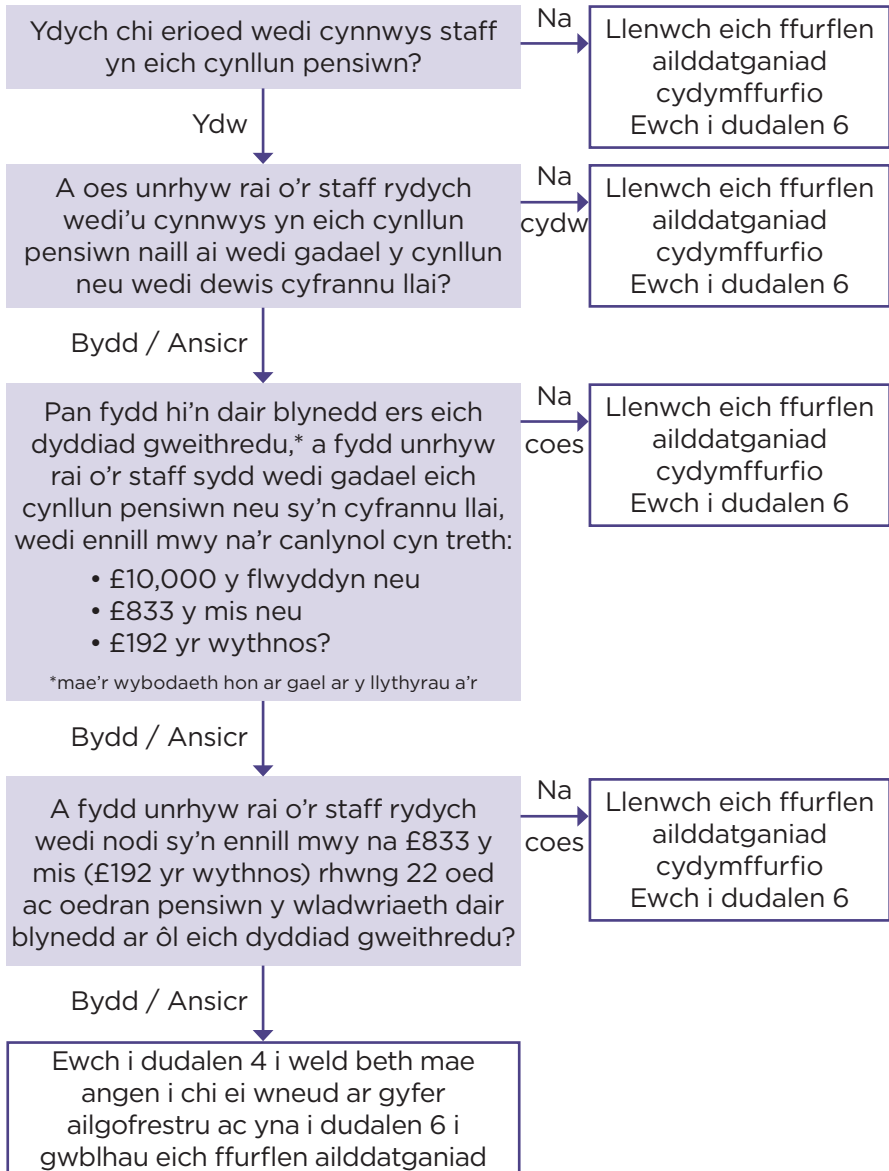 Ydych chi erioed wedi cynnwys staff
yn eich cynllun pensiwn?
Na
Llenwch eich ffurflen
ailddatganiad
cydymffurfio
Ewch i dudalen 6
Ydw
A oes unrhyw rai o'r staff rydych
wedi'u cynnwys yn eich cynllun
pensiwn naill ai wedi gadael y cynllun
neu wedi dewis cyfrannu llai?
Na
cydw
Llenwch eich ffurflen
ailddatganiad
cydymffurfio
Ewch i dudalen 6
Bydd / Ansicr
Pan fydd hi'n dair blynedd ers eich
dyddiad gweithredu,* a fydd unrhyw
rai o'r staff sydd wedi gadael eich
cynllun pensiwn neu sy'n cyfrannu llai,
wedi ennill mwy na'r canlynol cyn treth:
• £10,000 y flwyddyn neu
• £833 y mis neu
• £192 yr wythnos?
*mae'r wybodaeth hon ar gael ar y llythyrau a'r
Na
coes
Llenwch eich ffurflen
ailddatganiad
cydymffurfio
Ewch i dudalen 6
Bydd / Ansicr
A fydd unrhyw rai o'r staff rydych
wedi nodi sy'n ennill mwy na £833 y
mis (£192 yr wythnos) rhwng 22 oed
ac oedran pensiwn y wladwriaeth dair
blynedd ar ôl eich dyddiad gweithredu?
Na
coes
Llenwch eich ffurflen
ailddatganiad
cydymffurfio
Ewch i dudalen 6
Bydd / Ansicr
Ewch i dudalen 4 i weld beth mae
angen i chi ei wneud ar gyfer
ailgofrestru ac yna i dudalen 6 i
gwblhau eich ffurflen ailddatganiad